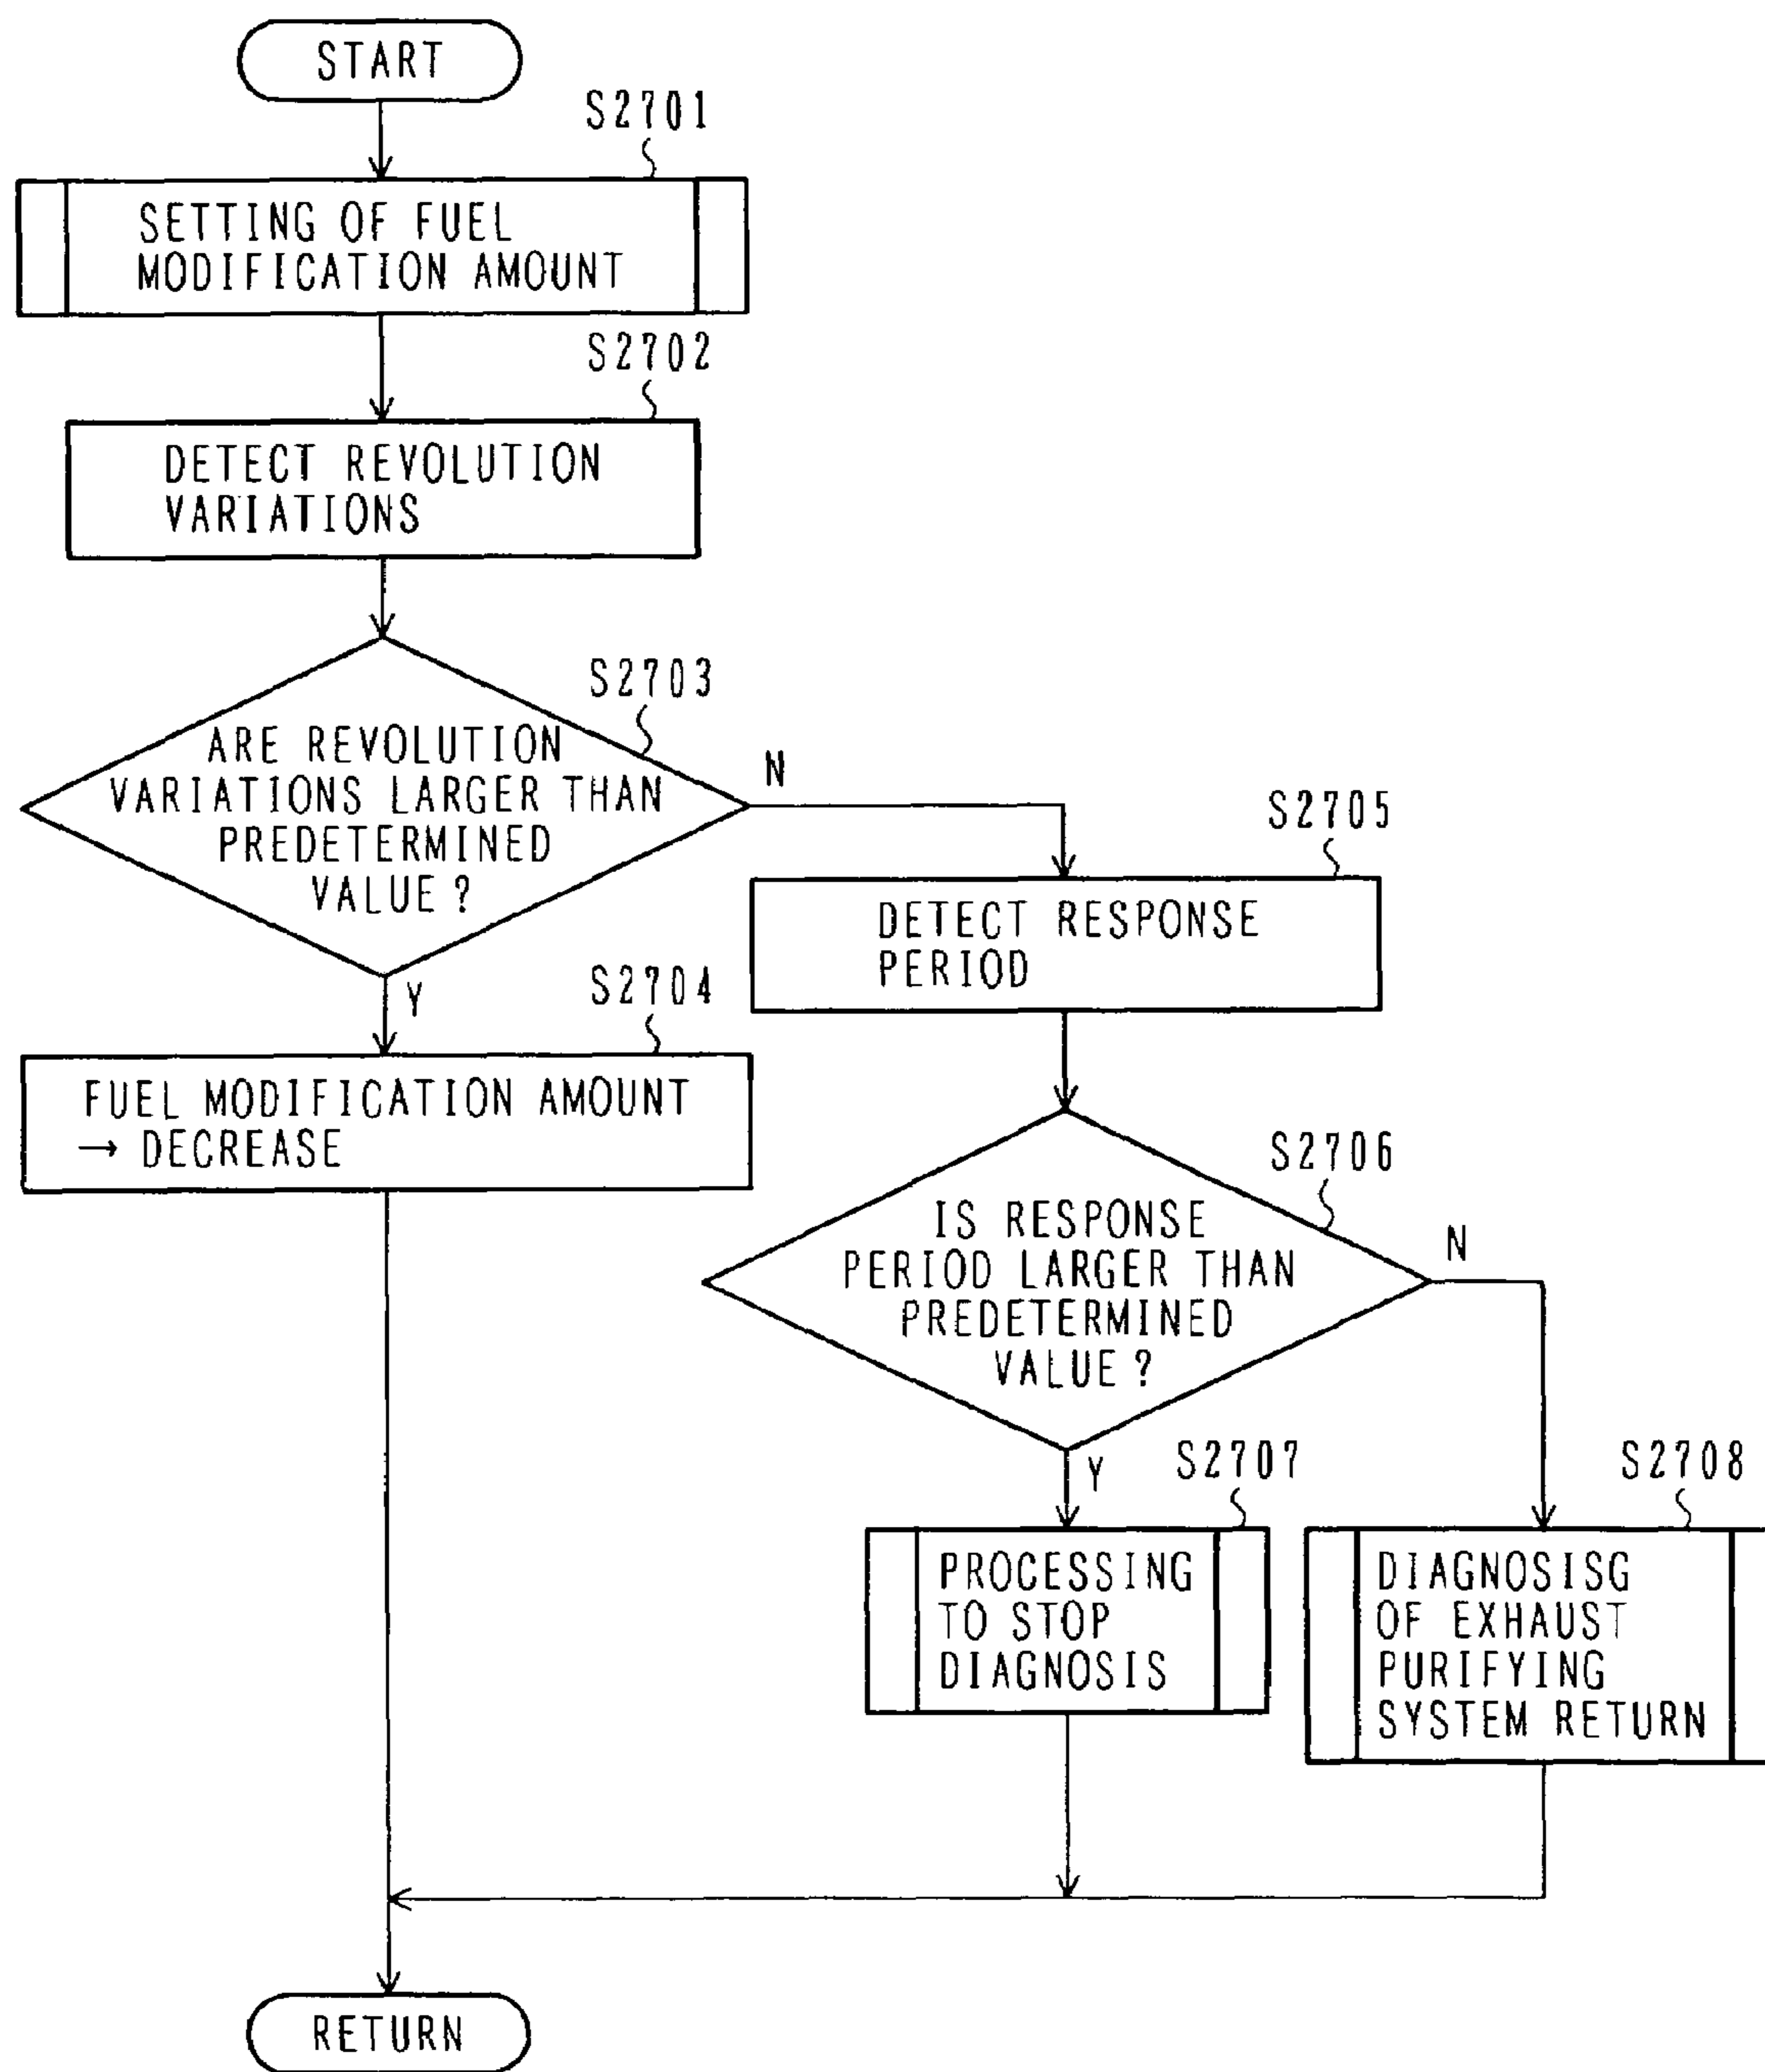 START
S2701
SETTING OF FUEL
MODIFICATION AMOUNT
S2702
DETECT REVOLUTION
VARIATIONS
S2703
ARE REVOLUTION
VARIATIONS LARGER THAN
PREDETERMINED
VALUE?
N
Y
S2704
FUEL MODIFICATION AMOUNT
→ DECREASE
S2705
DETECT RESPONSE
PERIOD
S2706
IS RESPONSE
PERIOD LARGER THAN
PREDETERMINED
VALUE?
N
Y
S2707
PROCESSING
TO STOP
DIAGNOSIS
S2708
DIAGNOSISG
OF EXHAUST
PURIFYING
SYSTEM RETURN
RETURN